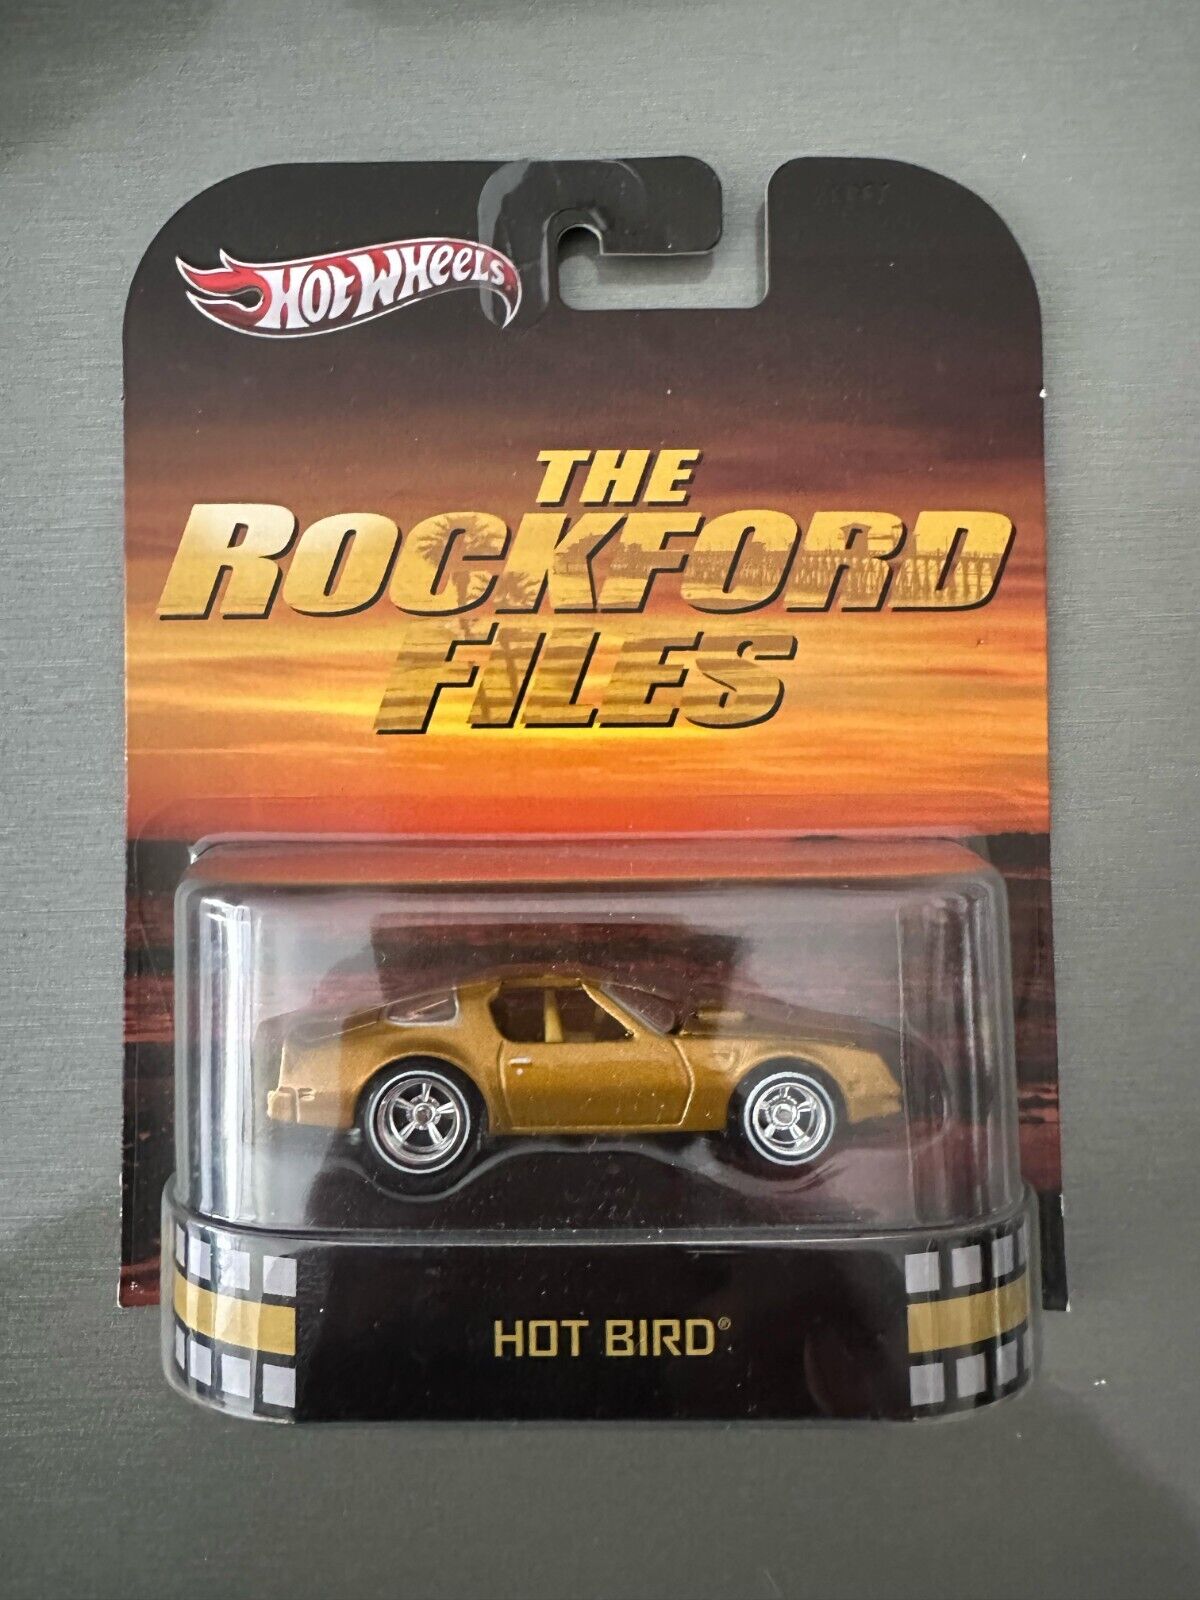 HOT WHEELS
THE
ROCKFORD
FILES
HOT BIRD®